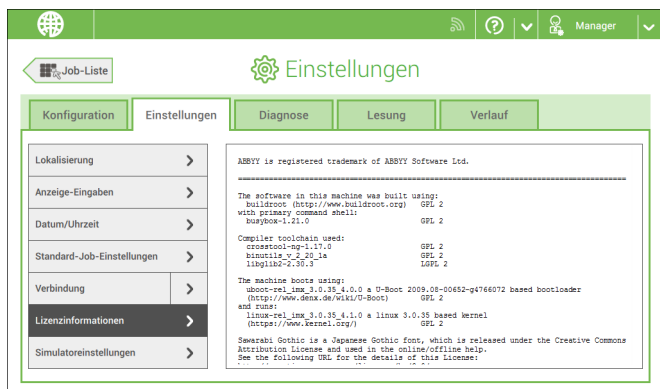 Manager
Job-Liste
Einstellungen
Konfiguration
Einstellungen
Diagnose
Lesung
Verlauf
Lokalisierung
Anzeige-Eingaben
Datum/Uhrzeit
Standard-Job-Einstellungen
Verbindung
Lizenzinformationen
Simulatoreinstellungen
ABBYY is registered trademark of ABBYY Software Ltd.
The software in this machine was built using:
buildroot (http://www.buildroot.org) GPL 2
with primary command shell:
busybox-1.21.0 GPL 2
Compiler toolchain used:
crosstool-ng-1.17.0 GPL 2
binutils_v_2_20_1a GPL 2
libglib2-2.30.3 LGPL 2
The machine boots using:
uboot-rel_imx_3.0.35_4.0.0 a U-Boot 2009.08-00652-g4766072 based bootloader
(http://www.denx.de/wiki/U-Boot) GPL 2
and runs:
linux-rel_imx_3.0.35_4.1.0 a linux 3.0.35 based kernel
(https://www.kernel.org/) GPL 2
Sawarabi Gothic is a Japanese Gothic font, which is released under the Creative Commons
Attribution License and used in the online/offline help.
See the following URL for the details of this License: